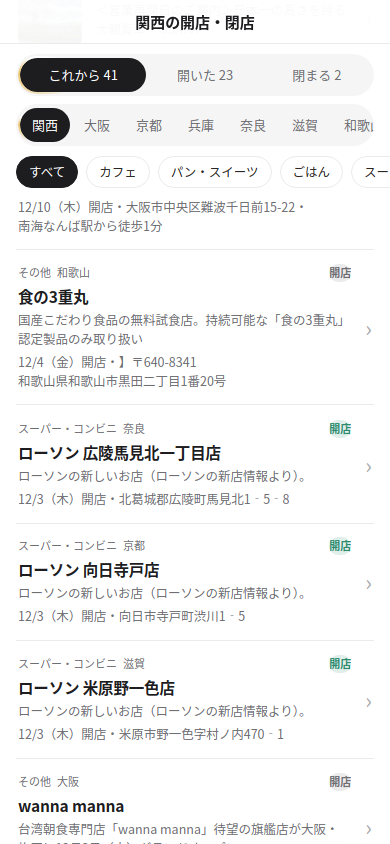 関西の開店・閉店
これから 41 開いた 23 閉まる 2
関西 大阪 京都 兵庫 奈良 滋賀
すべて カフェ パン・スイーツ ごはん
12/10（木）開店・大阪市中央区難波千日前15-22・
南海なんば駅から徒歩1分
その他 和歌山 開店
食の3重丸
国産こだわり食品の無料試食店。持続可能な「食の3重丸」
認定製品のみ取り扱い
12/4（金）開店・】〒640-8341
和歌山県和歌山市黒田二丁目1番20号
スーパー・コンビニ 奈良 開店
ローソン 広陵馬見北一丁目店
ローソンの新しいお店（ローソンの新店情報より）。
12/3（木）開店・北葛城郡広陵町馬見北1‐5‐8
スーパー・コンビニ 京都 開店
ローソン 向日寺戸店
ローソンの新しいお店（ローソンの新店情報より）。
12/3（木）開店・向日市寺戸町渋川1‐5
スーパー・コンビニ 滋賀 開店
ローソン 米原野一色店
ローソンの新しいお店（ローソンの新店情報より）。
12/3（木）開店・米原市野一色字村ノ内470‐1
その他 大阪 開店
wanna manna
台湾朝食専門店「wanna manna」待望の旗艦店が大阪・